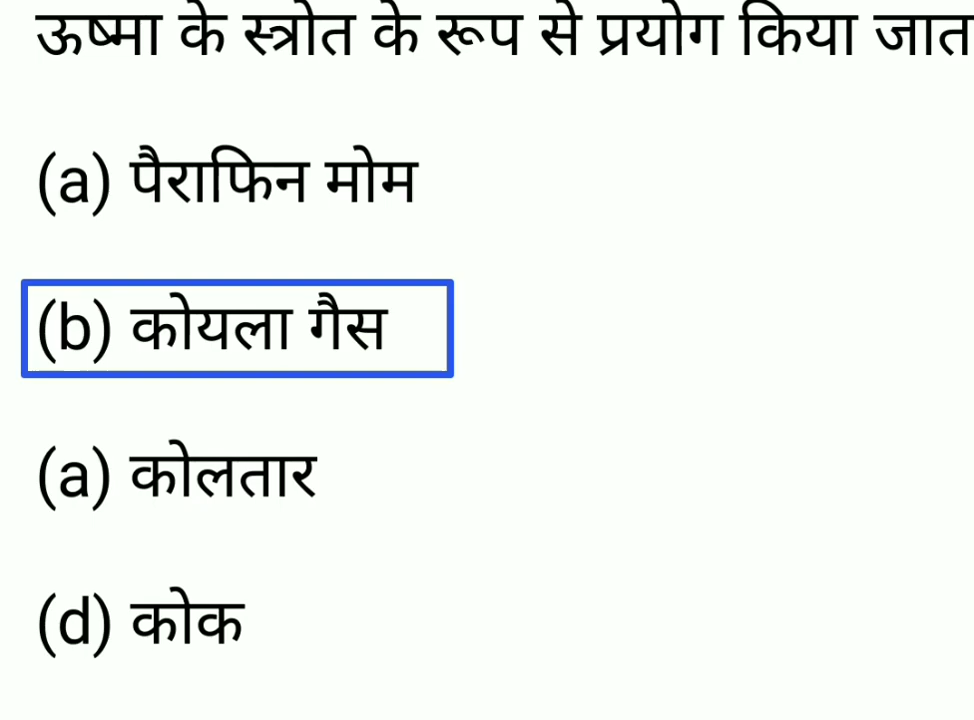 ऊष्मा के स्त्रोत के रूप से प्रयोग किया जात
(a) पैराफिन मोम
(b) कोयला गैस
(a) कोलतार
(d) कोक